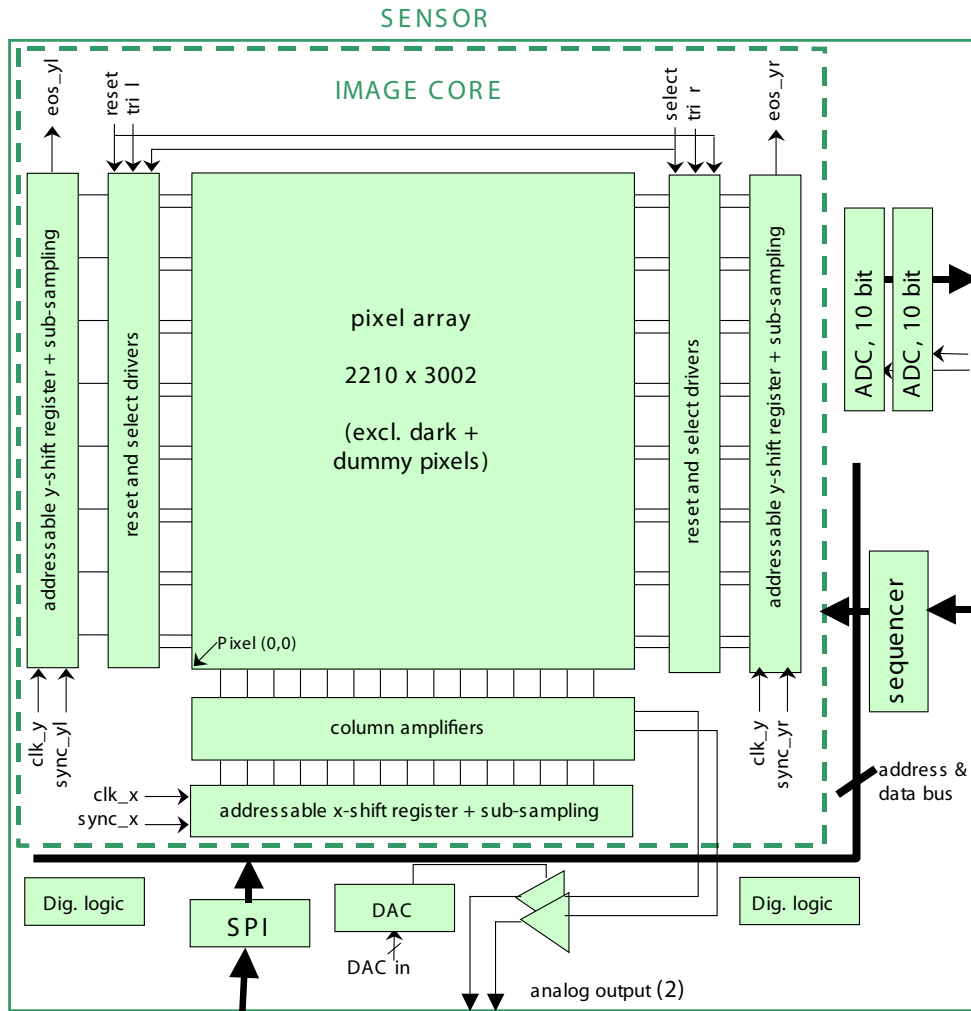 SENSOR
IMAGE CORE
eos_yl
reset
tri_l
select
tri_r
eos_yr
addressable y-shift register + sub-sampling
reset and select drivers
pixel array
2210 x 3002
(excl. dark +
dummy pixels)
reset and select drivers
addressable y-shift register + sub-sampling
ADC, 10 bit
ADC, 10 bit
Pixel (0,0)
sequencer
clk_y
sync_yl
column amplifiers
clk_y
sync_yr
address &
data bus
clk_x
sync_x
addressable x-shift register + sub-sampling
Dig. logic
SPI
DAC
Dig. logic
DAC in
analog output (2)